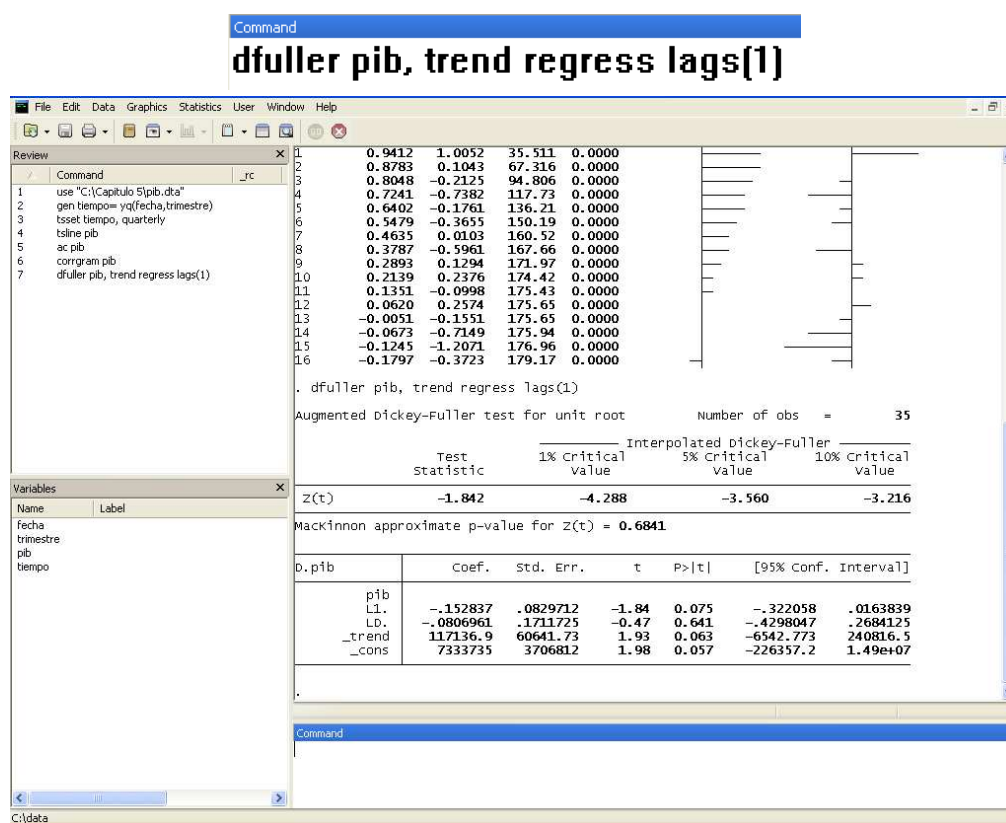 Command
dfuller pib, trend regress lags(1)
File Edit Data Graphics Statistics User Window Help
Review
Command _rc
1 use "C:\Capitulo 5\pib.dta"
2 gen tiempo= yq(fecha,trimestre)
3 tsset tiempo, quarterly
4 tsline pib
5 ac pib
6 corrgram pib
7 dfuller pib, trend regress lags(1)
Variables
Name Label
fecha
trimestre
pib
tiempo
1 0.9412 1.0052 35.511 0.0000
2 0.8783 0.1043 67.316 0.0000
3 0.8048 -0.2125 94.806 0.0000
4 0.7241 -0.7382 117.73 0.0000
5 0.6402 -0.1761 136.21 0.0000
6 0.5479 -0.3655 150.19 0.0000
7 0.4635 0.0103 160.52 0.0000
8 0.3787 -0.5961 167.66 0.0000
9 0.2893 0.1294 171.97 0.0000
10 0.2139 0.2376 174.42 0.0000
11 0.1351 -0.0998 175.43 0.0000
12 0.0620 0.2574 175.65 0.0000
13 -0.0051 -0.1551 175.65 0.0000
14 -0.0673 -0.7149 175.94 0.0000
15 -0.1245 -1.2071 176.96 0.0000
16 -0.1797 -0.3723 179.17 0.0000
. dfuller pib, trend regress lags(1)
Augmented Dickey-Fuller test for unit root Number of obs = 35
Interpolated Dickey-Fuller
Test 1% Critical 5% Critical 10% Critical
Statistic Value Value Value
Z(t) -1.842 -4.288 -3.560 -3.216
MacKinnon approximate p-value for Z(t) = 0.6841
D.pib Coef. Std. Err. t P>|t| [95% Conf. Interval]
pib
L1. -.152837 .0829712 -1.84 0.075 -.322058 .0163839
LD. -.0806961 .1711725 -0.47 0.641 -.4298047 .2684125
_trend 117136.9 60641.73 1.93 0.063 -6542.773 240816.5
_cons 7333735 3706812 1.98 0.057 -226357.2 1.49e+07
.
Command
C:\data